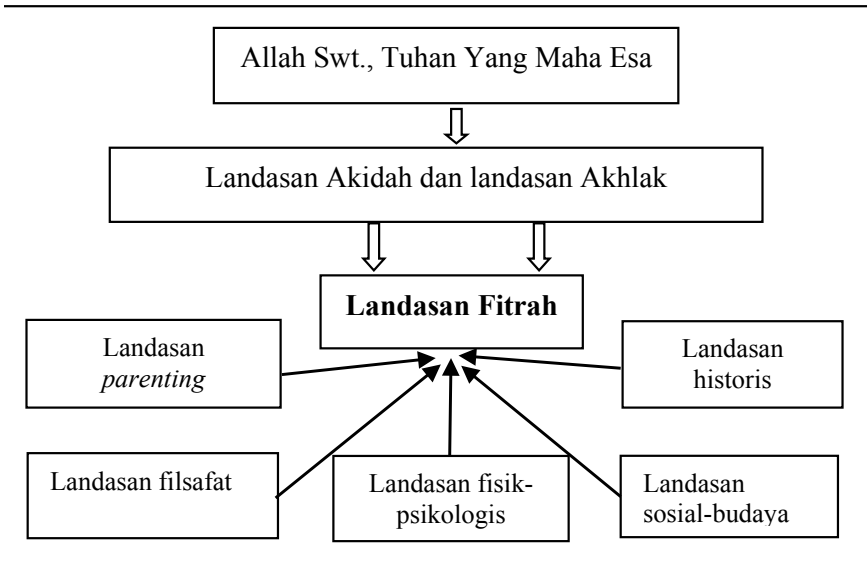 Allah Swt., Tuhan Yang Maha Esa
Landasan Akidah dan landasan Akhlak
Landasan Fitrah
Landasan
parenting
Landasan
historis
Landasan filsafat
Landasan fisik-
psikologis
Landasan
sosial-budaya